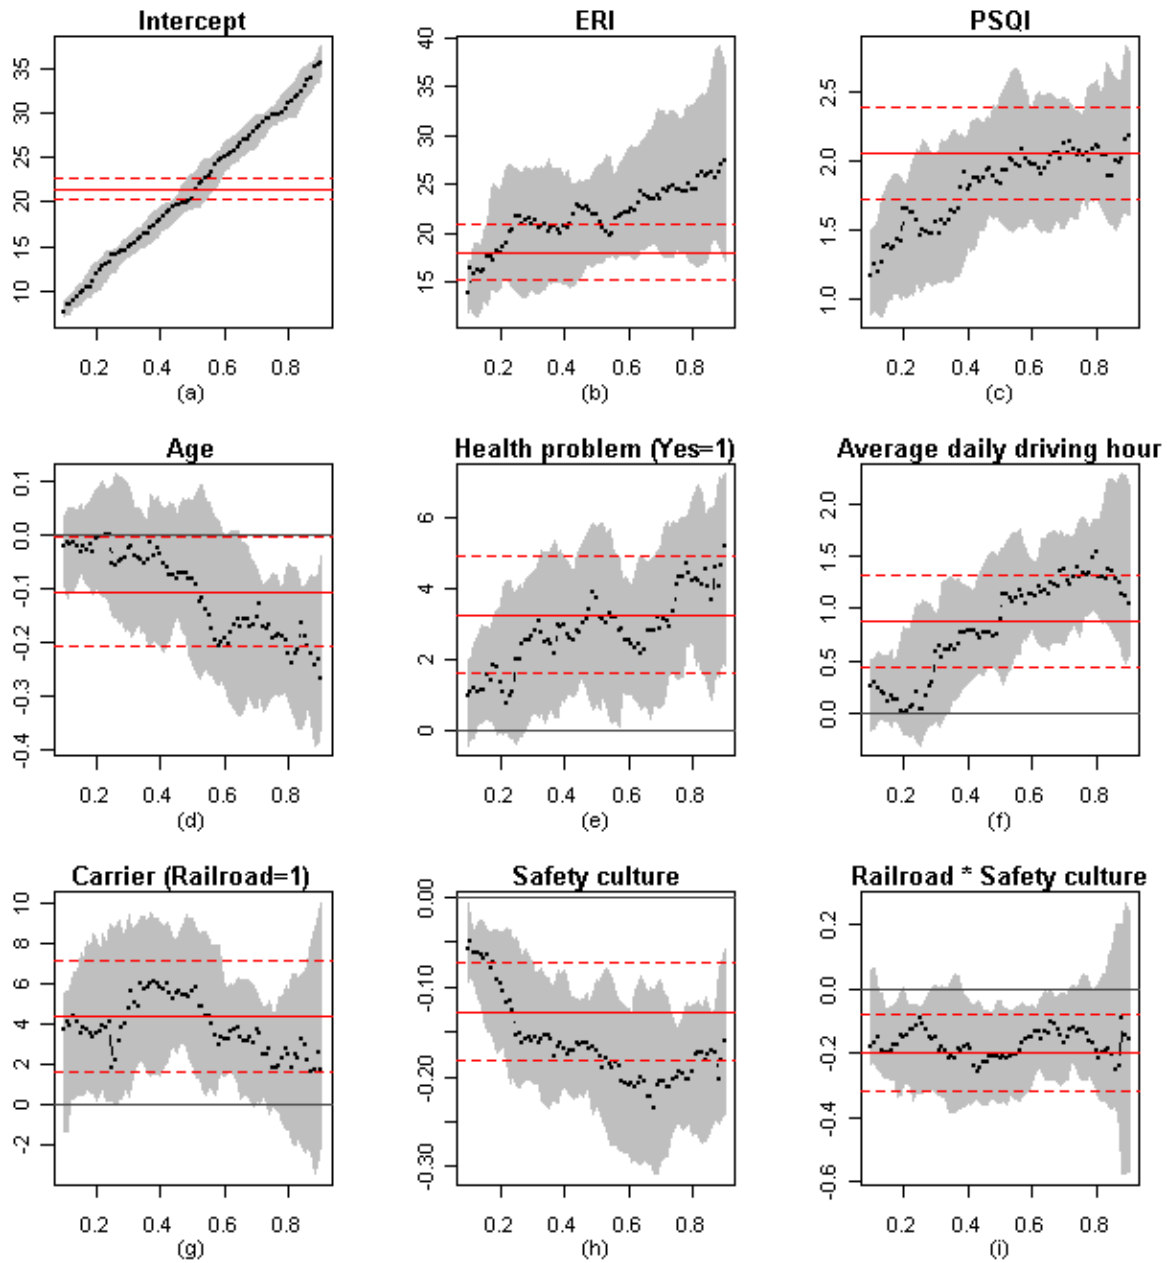 Intercept ERI PSQI
35 30 25 20 15 10
40 35 30 25 20 15
2.5 2.0 1.5 1.0
0.2 0.4 0.6 0.8 0.2 0.4 0.6 0.8 0.2 0.4 0.6 0.8
(a) (b) (c)
Age Health problem (Yes=1) Average daily driving hour
0.1 0.0 -0.1 -0.2 -0.3 -0.4
6 4 2 0
2.0 1.5 1.0 0.5 0.0
0.2 0.4 0.6 0.8 0.2 0.4 0.6 0.8 0.2 0.4 0.6 0.8
(d) (e) (f)
Carrier (Railroad=1) Safety culture Railroad * Safety culture
10 8 6 4 2 0 -2
0.00 -0.10 -0.20 -0.30
0.2 0.0 -0.2 -0.4 -0.6
0.2 0.4 0.6 0.8 0.2 0.4 0.6 0.8 0.2 0.4 0.6 0.8
(g) (h) (i)